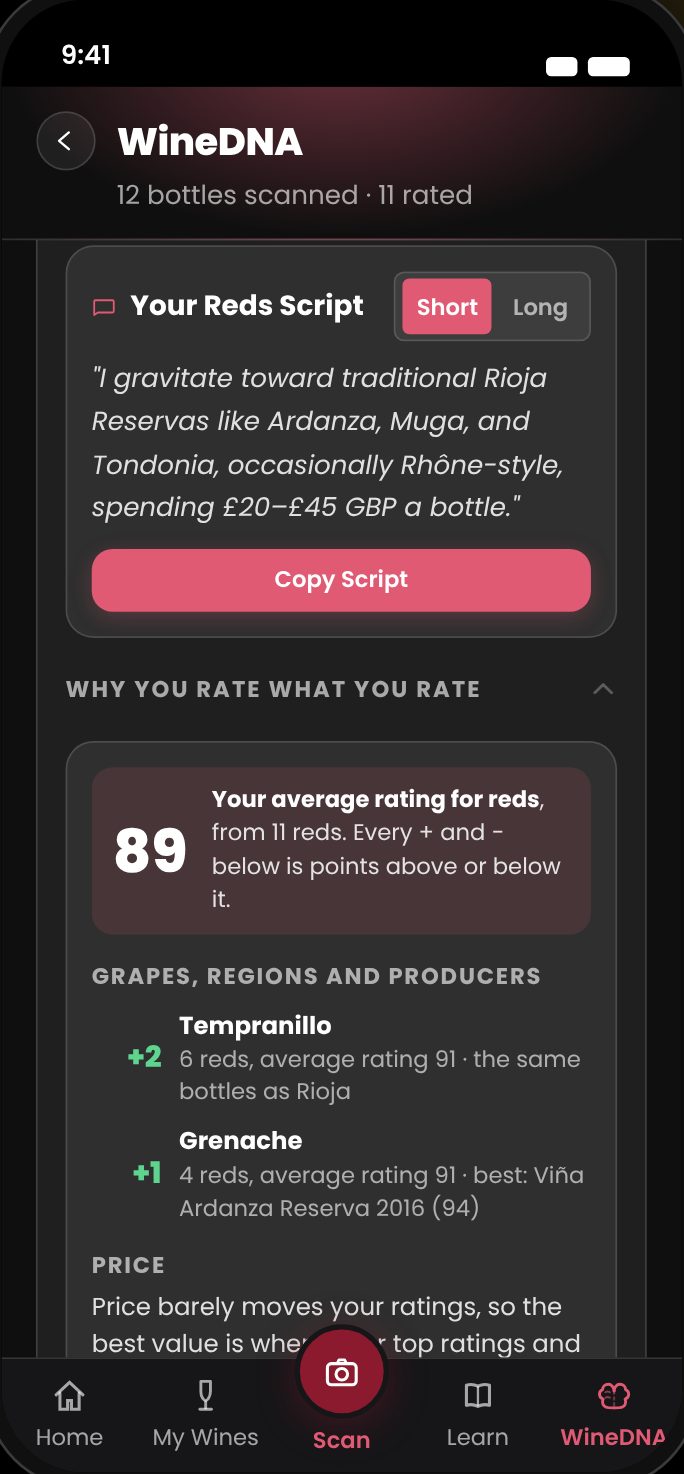 9:41
WineDNA
12 bottles scanned · 11 rated
Your Reds Script
Short
Long
"I gravitate toward traditional Rioja
Reservas like Ardanza, Muga, and
Tondonia, occasionally Rhône-style,
spending £20–£45 GBP a bottle."
Copy Script
WHY YOU RATE WHAT YOU RATE
89
Your average rating for reds,
from 11 reds. Every + and -
below is points above or below
it.
GRAPES, REGIONS AND PRODUCERS
Tempranillo
+2
6 reds, average rating 91 · the same
bottles as Rioja
Grenache
+1
4 reds, average rating 91 · best: Viña
Ardanza Reserva 2016 (94)
PRICE
Price barely moves your ratings, so the
best value is top ratings and
Home
My Wines
Scan
Learn
WineDNA